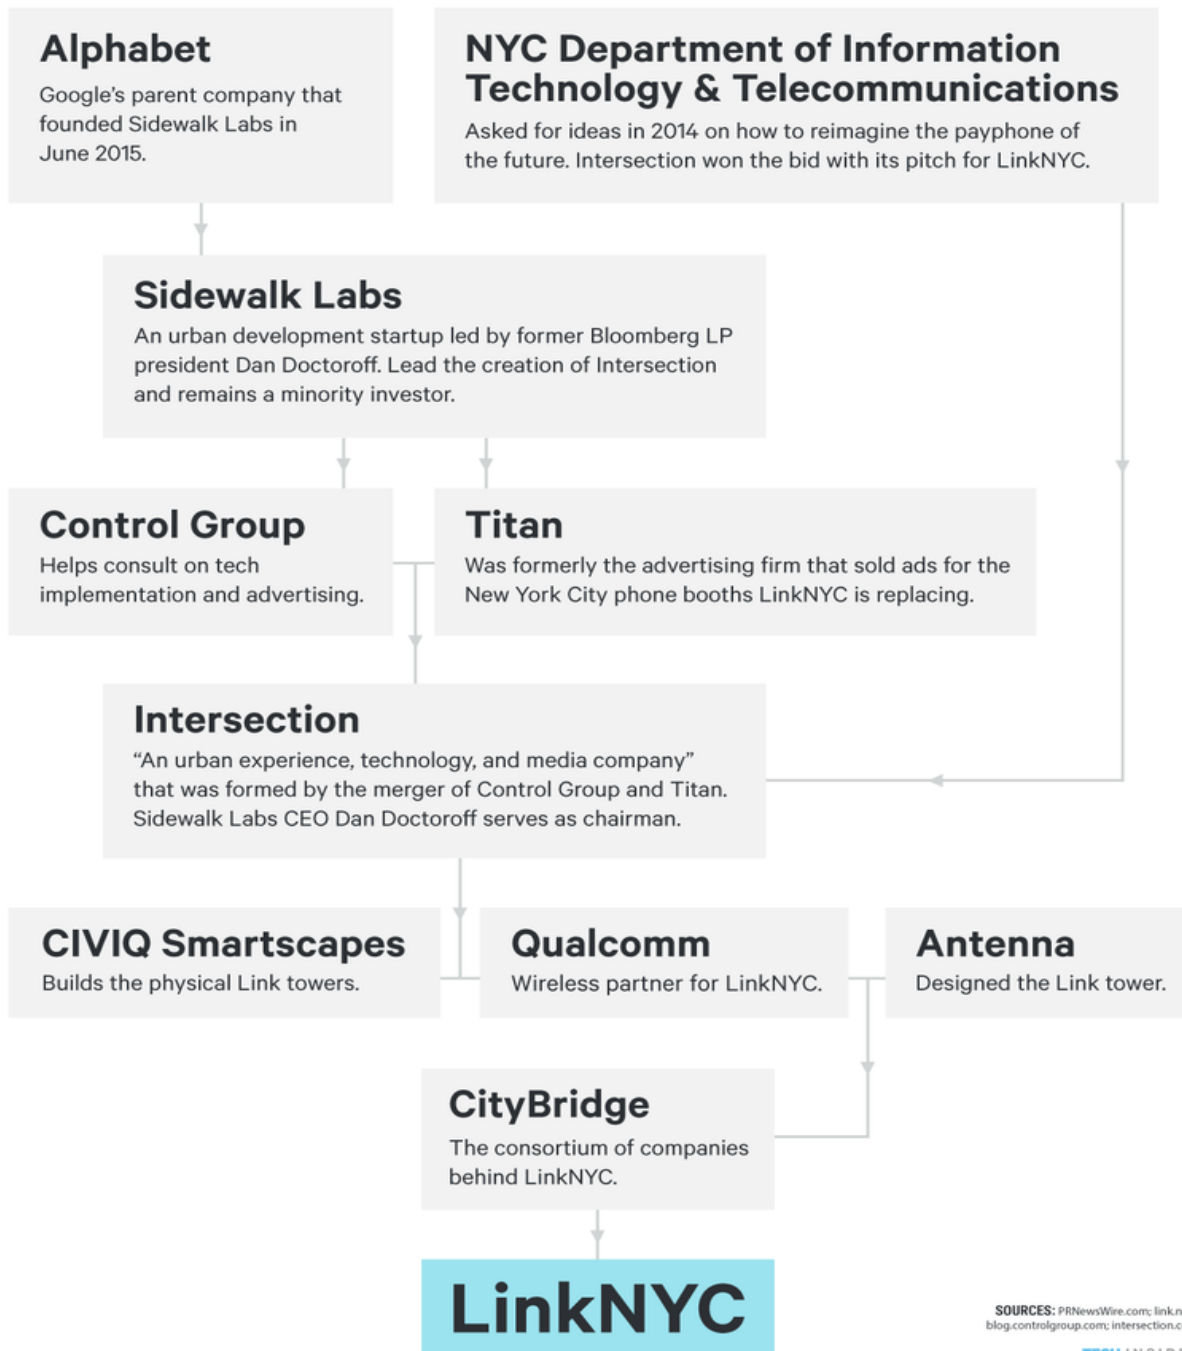 Alphabet
Google's parent company that
founded Sidewalk Labs in
June 2015.
NYC Department of Information
Technology & Telecommunications
Asked for ideas in 2014 on how to reimagine the payphone of
the future. Intersection won the bid with its pitch for LinkNYC.
Sidewalk Labs
An urban development startup led by former Bloomberg LP
president Dan Doctoroff. Lead the creation of Intersection
and remains a minority investor.
Control Group
Helps consult on tech
implementation and advertising.
Titan
Was formerly the advertising firm that sold ads for the
New York City phone booths LinkNYC is replacing.
Intersection
“An urban experience, technology, and media company”
that was formed by the merger of Control Group and Titan.
Sidewalk Labs CEO Dan Doctoroff serves as chairman.
CIVIQ Smartscapes
Builds the physical Link towers.
Qualcomm
Wireless partner for LinkNYC.
Antenna
Designed the Link tower.
CityBridge
The consortium of companies
behind LinkNYC.
LinkNYC
SOURCES: PRNewsWire.com; link.n
blog.controlgroup.com; intersection.c